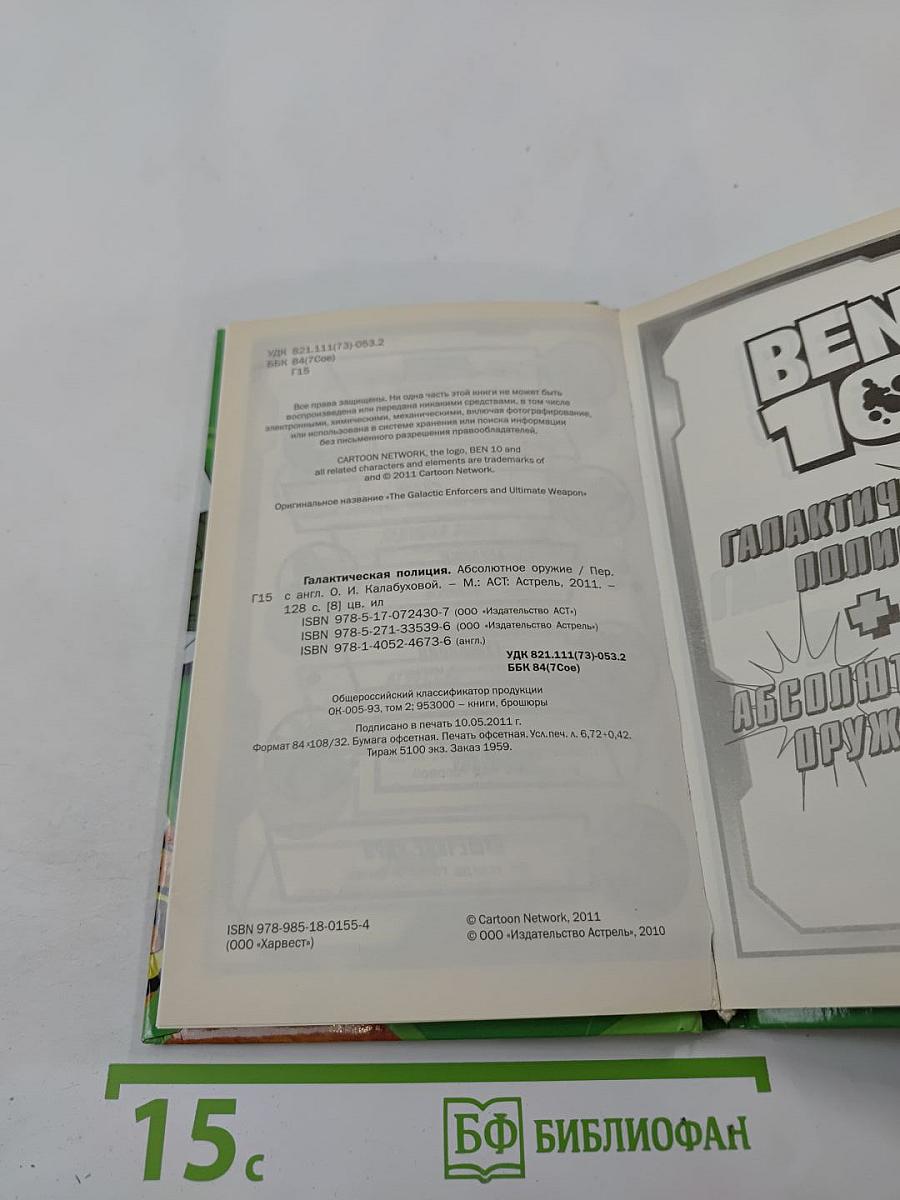 УДК 821.111(73)-053.2
ББК 84(7Сое)
Г15
Все права защищены. Ни одна часть этой книги не может быть
воспроизведена или передана никакими средствами, в том числе
электронными, химическими, механическими, включая фотографирование,
или использована в системе хранения или поиска информации
без письменного разрешения правообладателей.
CARTOON NETWORK, the logo, BEN 10 and
all related characters and elements are trademarks of
and © 2011 Cartoon Network.
Оригинальное название «The Galactic Enforcers and Ultimate Weapon»
Галактическая полиция. Абсолютное оружие / Пер.
Г15 с англ. О. И. Калабуховой. – М.: АСТ: Астрель, 2011. –
128 с. [8] цв. ил
ISBN 978-5-17-072430-7 (ООО «Издательство АСТ»)
ISBN 978-5-271-33539-6 (ООО «Издательство Астрель»)
ISBN 978-1-4052-4673-6 (англ.)
УДК 821.111(73)-053.2
ББК 84(7Сое)
Общероссийский классификатор продукции
ОК-005-93, том 2; 953000 – книги, брошюры
Подписано в печать 10.05.2011 г.
Формат 84×108/32. Бумага офсетная. Печать офсетная. Усл.печ. л. 6,72+0,42.
Тираж 5100 экз. Заказ 1959.
ISBN 978-985-18-0155-4
(ООО «Харвест»)
© Cartoon Network, 2011
© ООО «Издательство Астрель», 2010
BEN
10
ГАЛАКТИЧ
ПОЛИ
+
АБСОЛЮТ
ОРУЖ
15 с
БФ БИБЛИОФАН